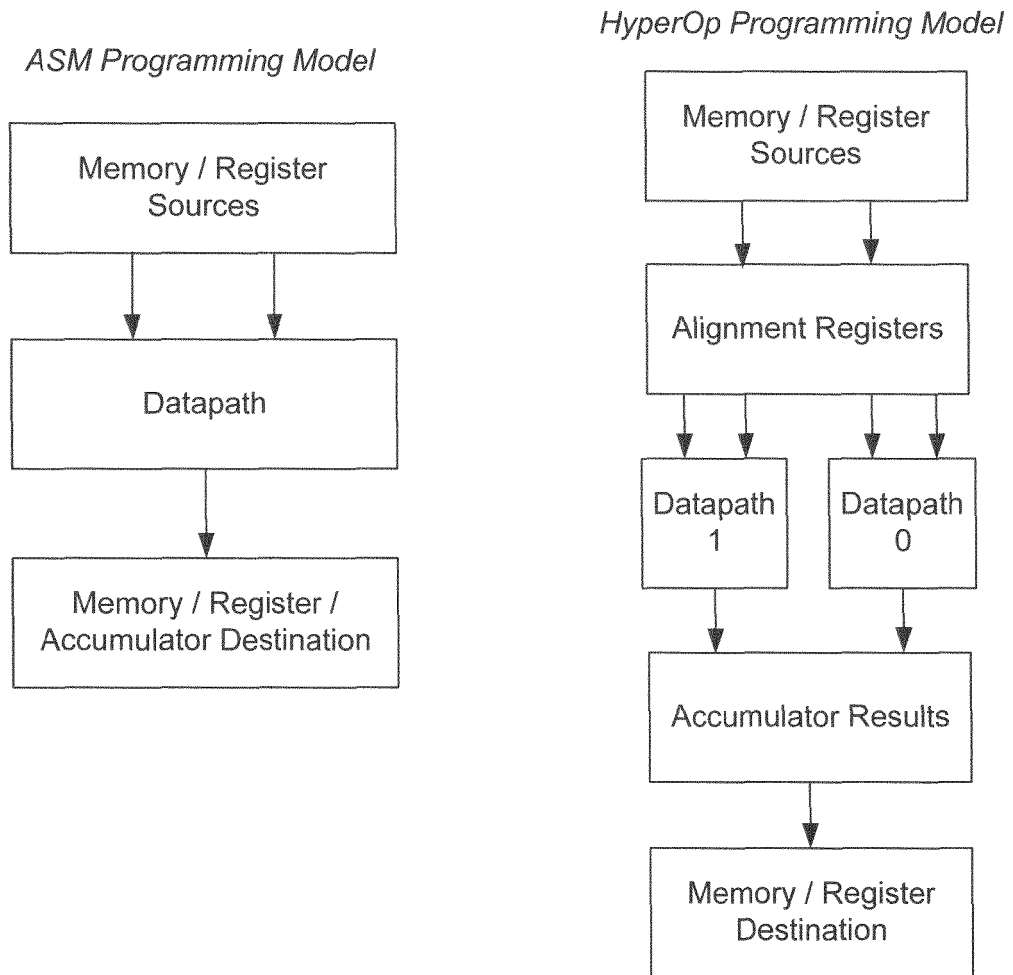 ASM Programming Model
Memory / Register
Sources
Datapath
Memory / Register /
Accumulator Destination
HyperOp Programming Model
Memory / Register
Sources
Alignment Registers
Datapath
1
Datapath
0
Accumulator Results
Memory / Register
Destination